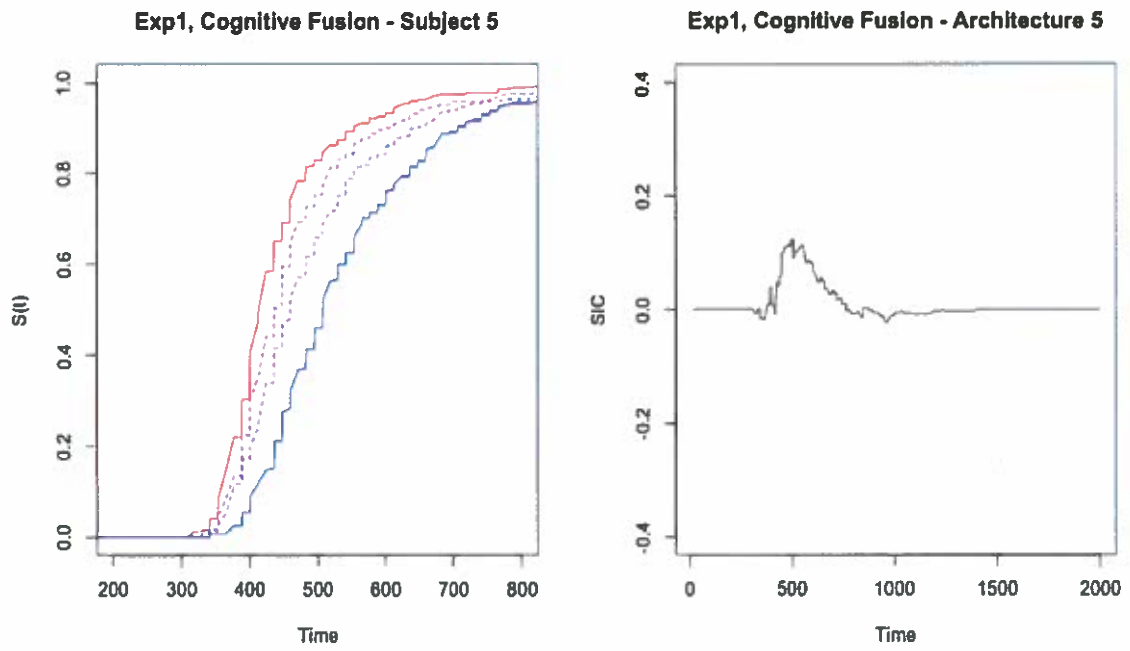 Exp1, Cognitive Fusion - Subject 5
S(t)
1.0
0.8
0.6
0.4
0.2
0.0
200 300 400 500 600 700 800
Time
Exp1, Cognitive Fusion - Architecture 5
SIC
0.4
0.2
0.0
-0.2
-0.4
0 500 1000 1500 2000
Time